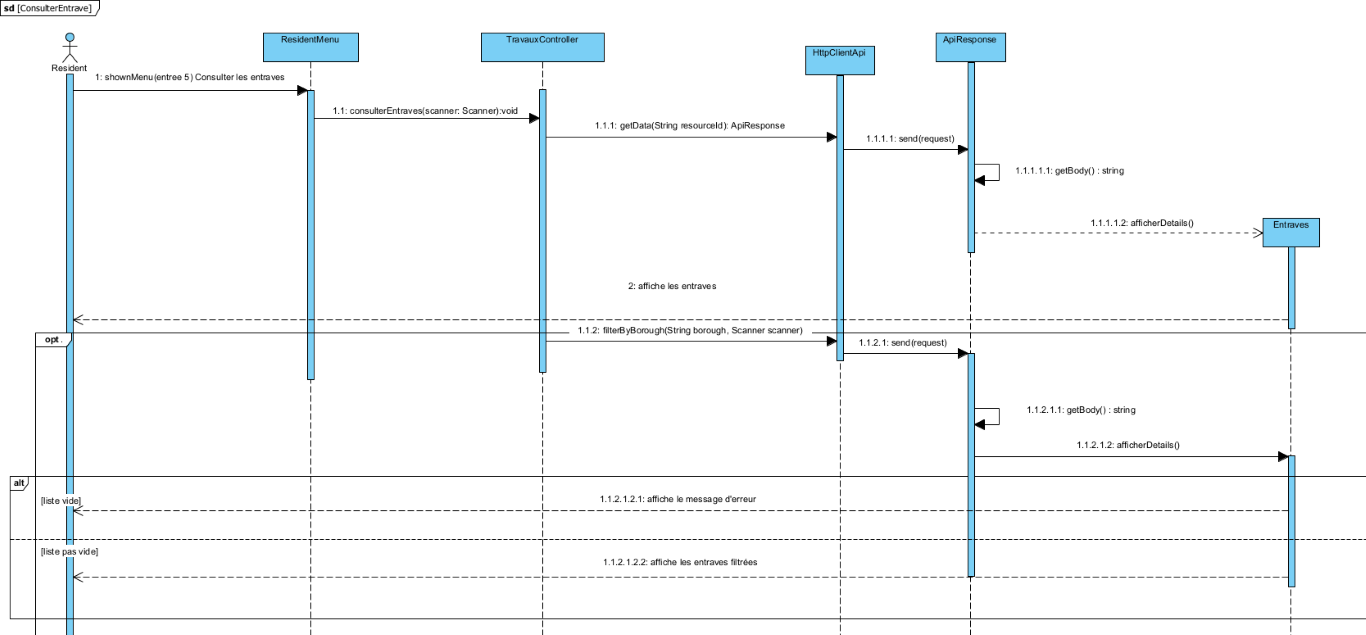 sd [ConsulterEntrave]
Resident
ResidentMenu
TravauxController
HttpClientApi
ApiResponse
1: shownMenu(entree 5) Consulter les entraves
1.1: consulterEntraves(scanner: Scanner):void
1.1.1: getData(String resourceId): ApiResponse
1.1.1.1: send(request)
1.1.1.1.1: getBody() : string
1.1.1.1.2: afficherDetails()
Entraves
2: affiche les entraves
opt .
1.1.2: filterByBorough(String borough, Scanner scanner)
1.1.2.1: send(request)
1.1.2.1.1: getBody() : string
1.1.2.1.2: afficherDetails()
alt
[liste vide]
1.1.2.1.2.1: affiche le message d'erreur
[liste pas vide]
1.1.2.1.2.2: affiche les entraves filtrées